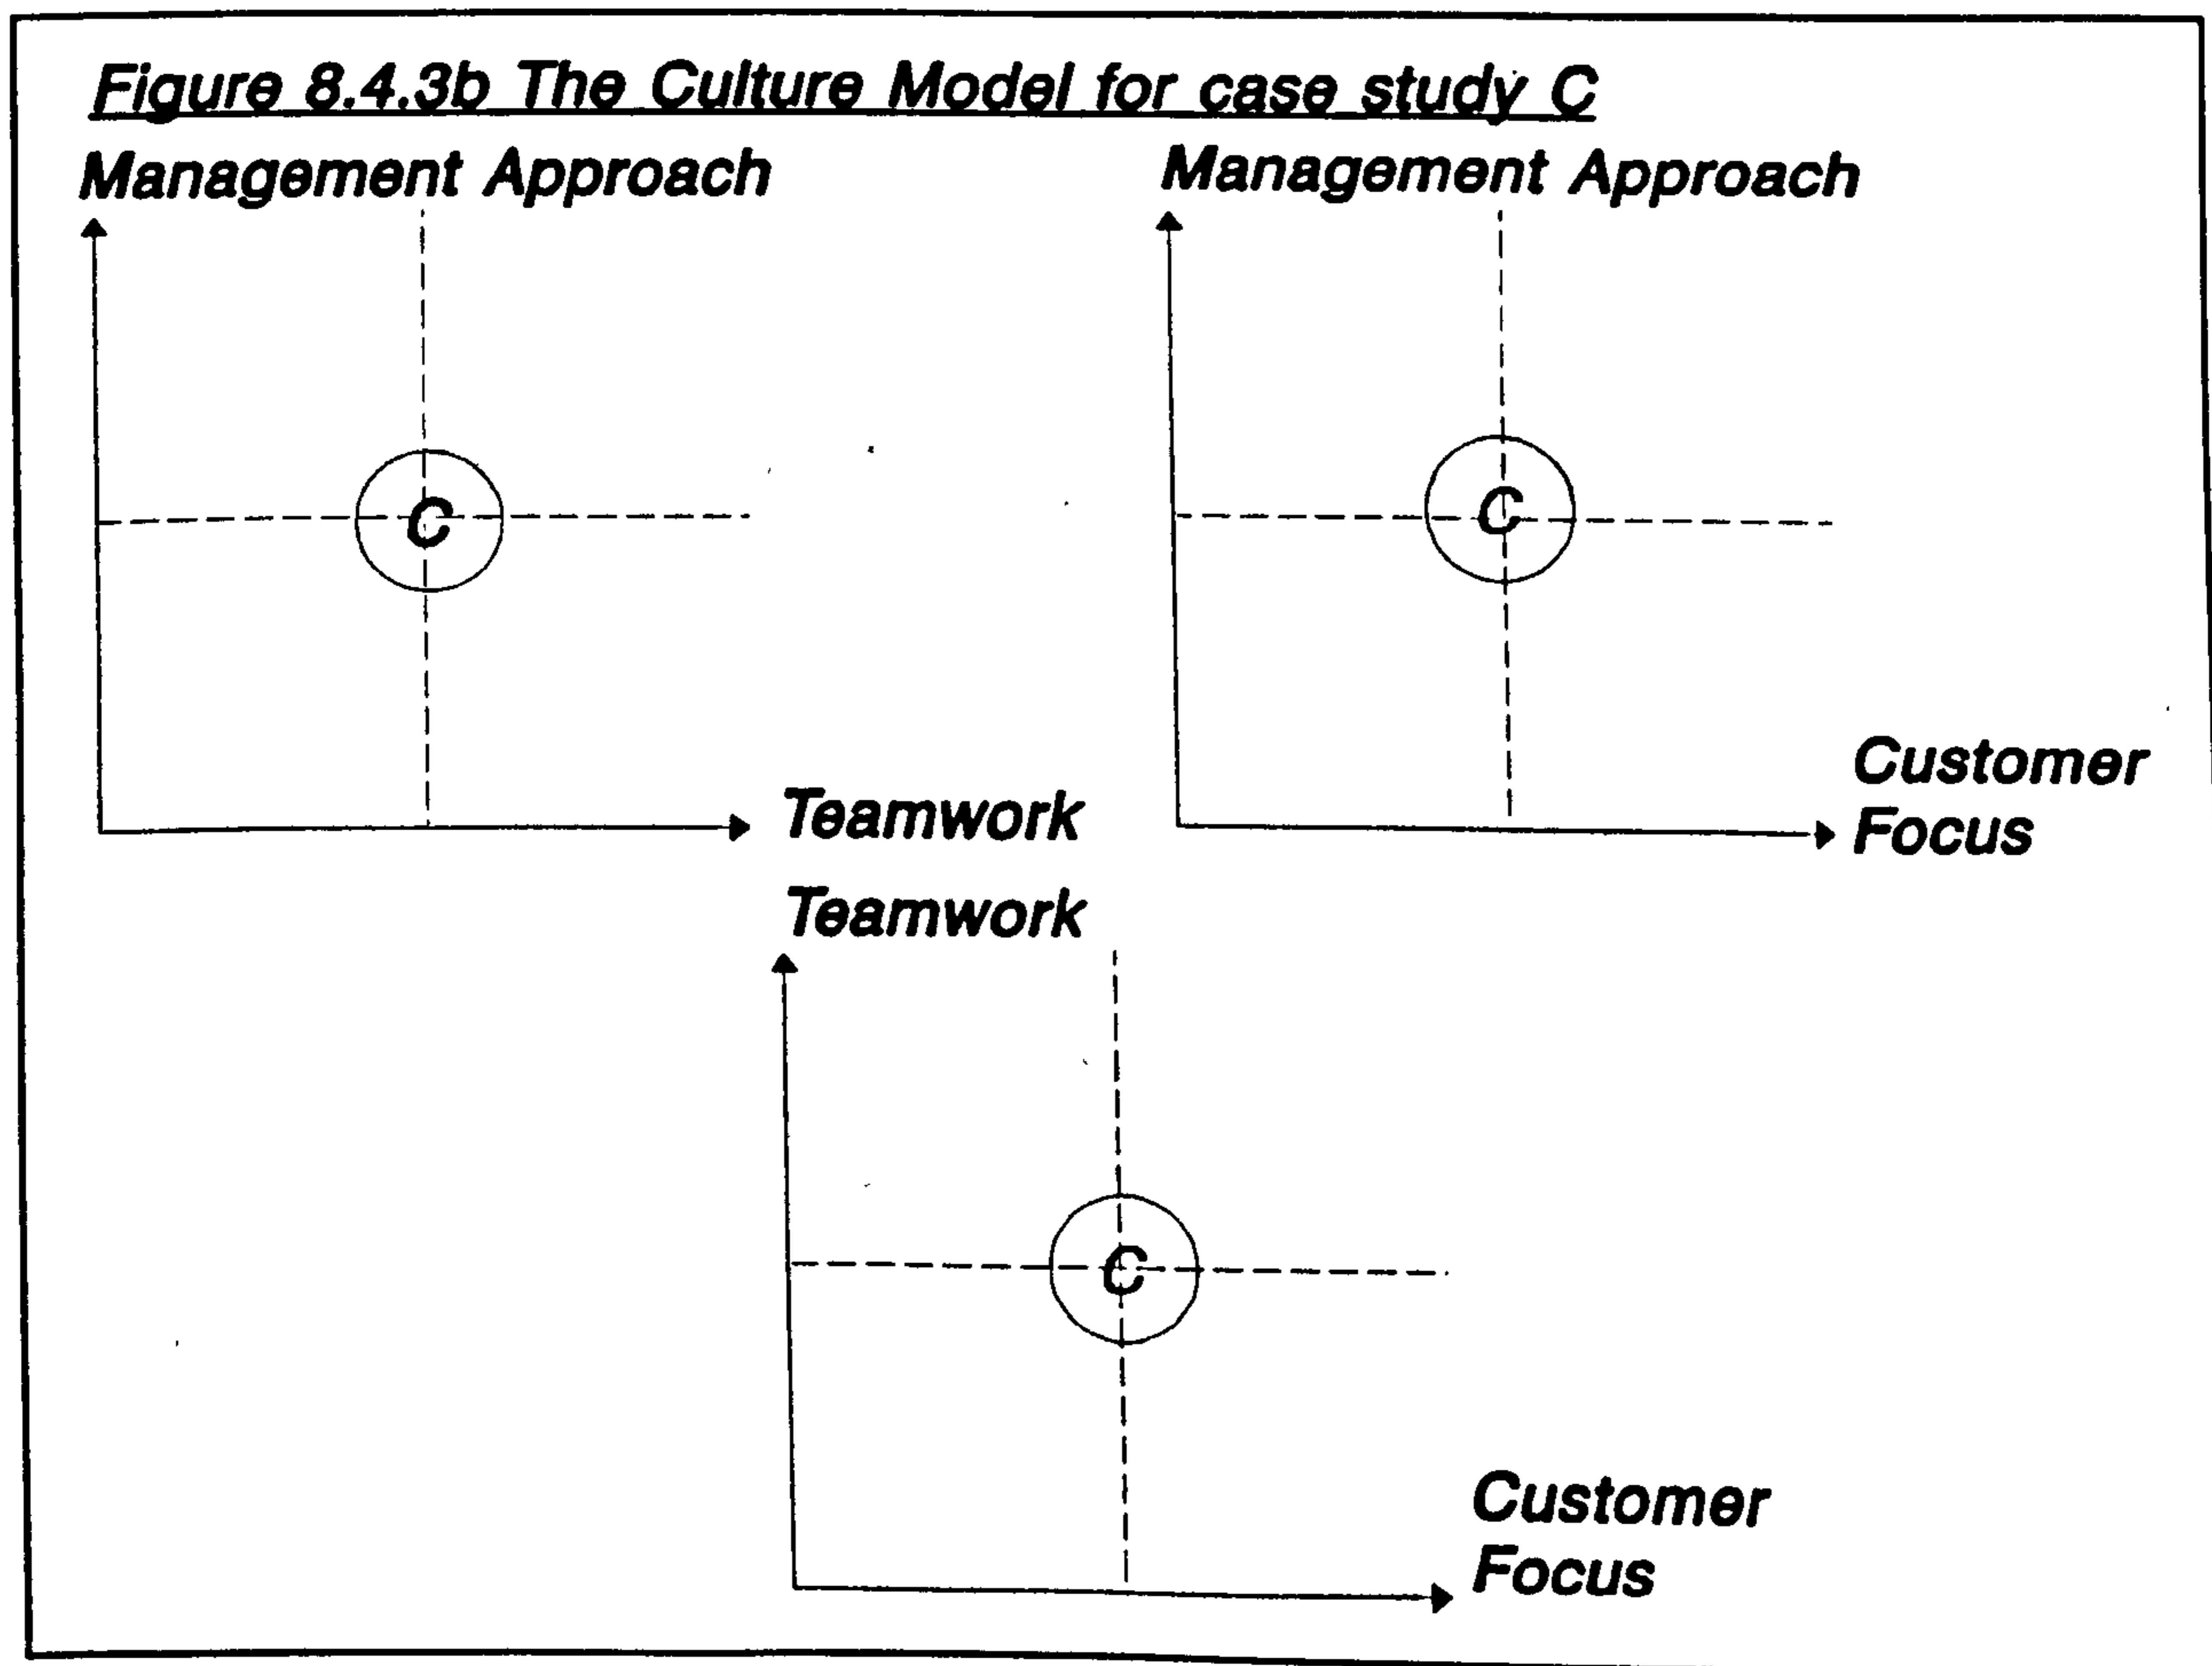 Figure 8.4.3b The Culture Model for case study C
Management Approach
Management Approach
C
C
Teamwork
Customer
Focus
Teamwork
C
Customer
Focus